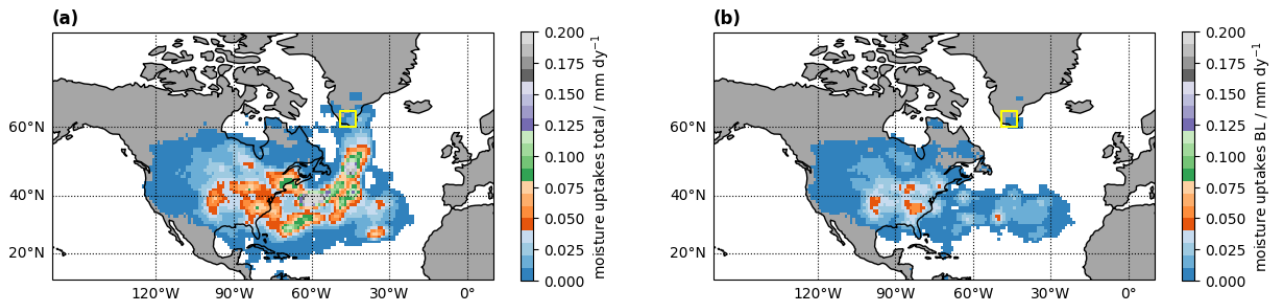 (a)
60°N
40°N
20°N
120°W 90°W 60°W 30°W 0°
0.200
0.175
0.150
0.125
0.100
0.075
0.050
0.025
0.000
moisture uptakes total / mm dy⁻¹
(b)
60°N
40°N
20°N
120°W 90°W 60°W 30°W 0°
0.200
0.175
0.150
0.125
0.100
0.075
0.050
0.025
0.000
moisture uptakes BL / mm dy⁻¹